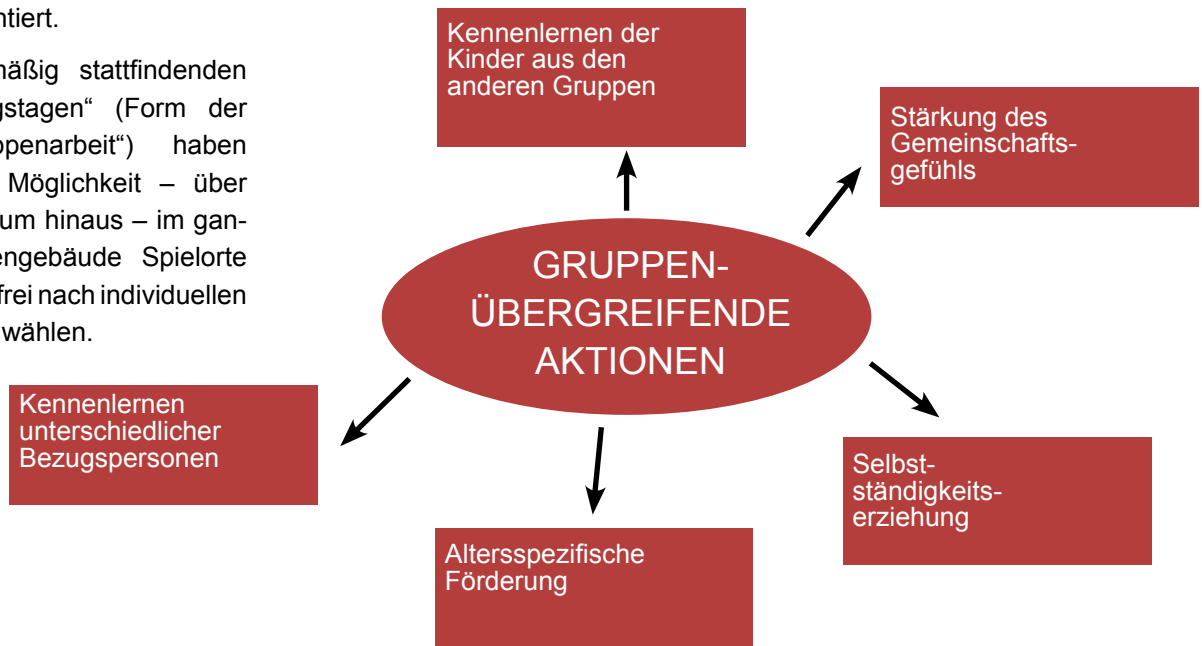 ntiert.
mäßig stattfindenden
gstagen“ (Form der
ppenarbeit“) haben
Möglichkeit – über
um hinaus – im gan-
engebäude Spielorte
frei nach individuellen
wählen.
Kennenlernen der
Kinder aus den
anderen Gruppen
Stärkung des
Gemeinschafts-
gefühls
GRUPPEN-
ÜBERGREIFENDE
AKTIONEN
Kennenlernen
unterschiedlicher
Bezugspersonen
Selbst-
ständigkeits-
erziehung
Altersspezifische
Förderung